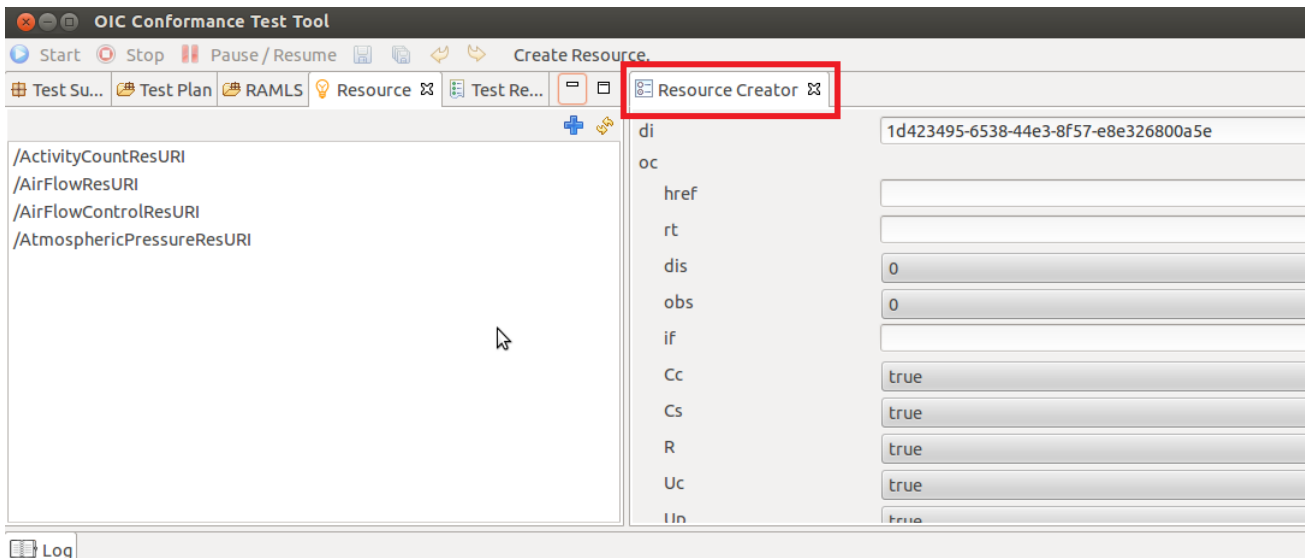 OIC Conformance Test Tool
Start Stop Pause / Resume Create Resource.
Test Su... Test Plan RAMLS Resource Test Re...
Resource Creator
/ActivityCountResURI
/AirFlowResURI
/AirFlowControlResURI
/AtmosphericPressureResURI
di 1d423495-6538-44e3-8f57-e8e326800a5e
oc
href
rt
dis 0
obs 0
if
Cc true
Cs true
R true
Uc true
Up true
Log